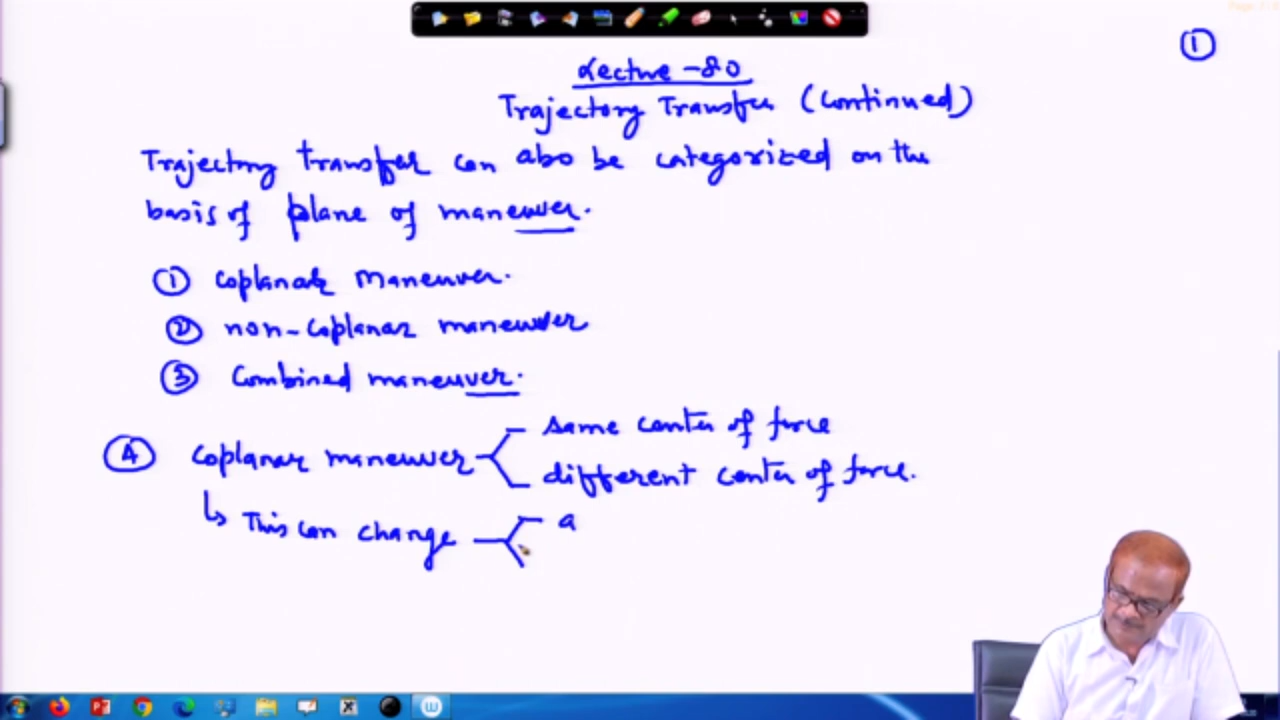 ①
Lecture - 80
Trajectory Transfer (Continued)
Trajectory transfer can also be categorized on the
basis of plane of maneuver.
① Coplanar Maneuver.
② non-coplanar maneuver
③ Combined maneuver.
Ⓐ Coplanar maneuver same center of force
different center of force.
↳ This can change a